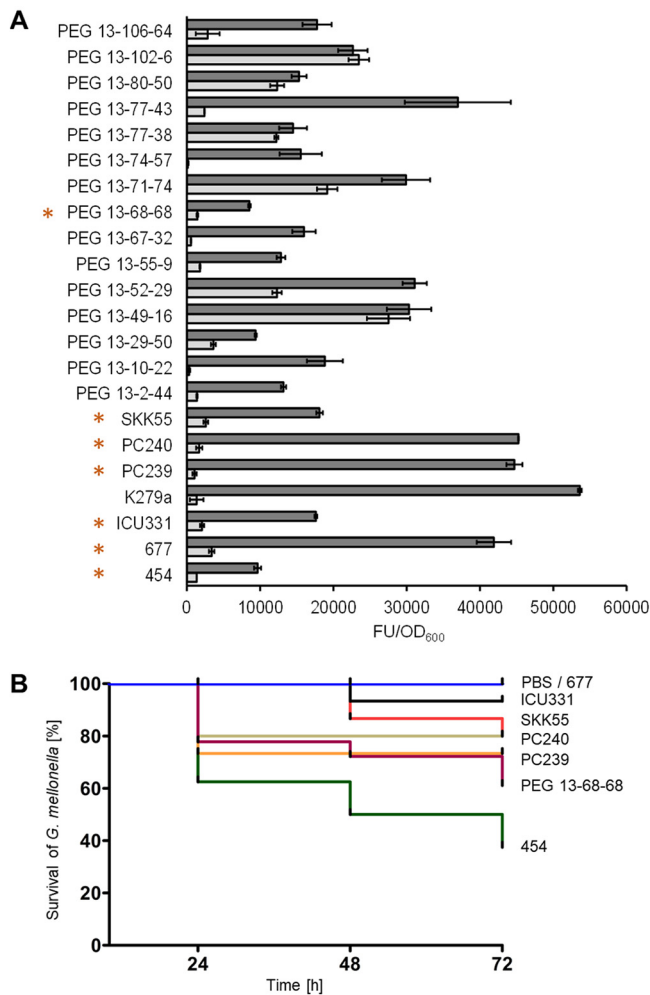 A
PEG 13-106-64
PEG 13-102-6
PEG 13-80-50
PEG 13-77-43
PEG 13-77-38
PEG 13-74-57
PEG 13-71-74
* PEG 13-68-68
PEG 13-67-32
PEG 13-55-9
PEG 13-52-29
PEG 13-49-16
PEG 13-29-50
PEG 13-10-22
PEG 13-2-44
* SKK55
* PC240
* PC239
K279a
* ICU331
* 677
* 454
0 10000 20000 30000 40000 50000 60000
FU/OD600
B
Survival of G. mellonella [%]
100
80
60
40
20
0
PBS / 677
ICU331
SKK55
PC240
PC239
PEG 13-68-68
454
24 48 72
Time [h]